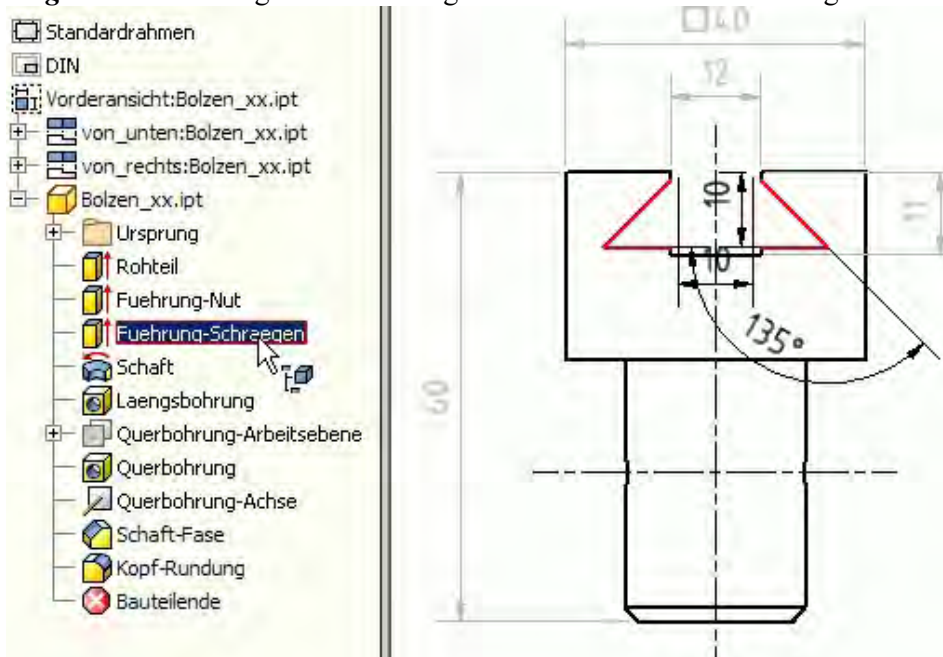 Standardrahmen
DIN
Vorderansicht:Bolzen_xx.ipt
von_unten:Bolzen_xx.ipt
von_rechts:Bolzen_xx.ipt
Bolzen_xx.ipt
Ursprung
Rohteil
Fuehrung-Nut
Fuehrung-Schraegen
Schaft
Laengsbohrung
Querbohrung-Arbeitsebene
Querbohrung
Querbohrung-Achse
Schaft-Fase
Kopf-Rundung
Bauteilende
□40
12
10
11
10
135°
60